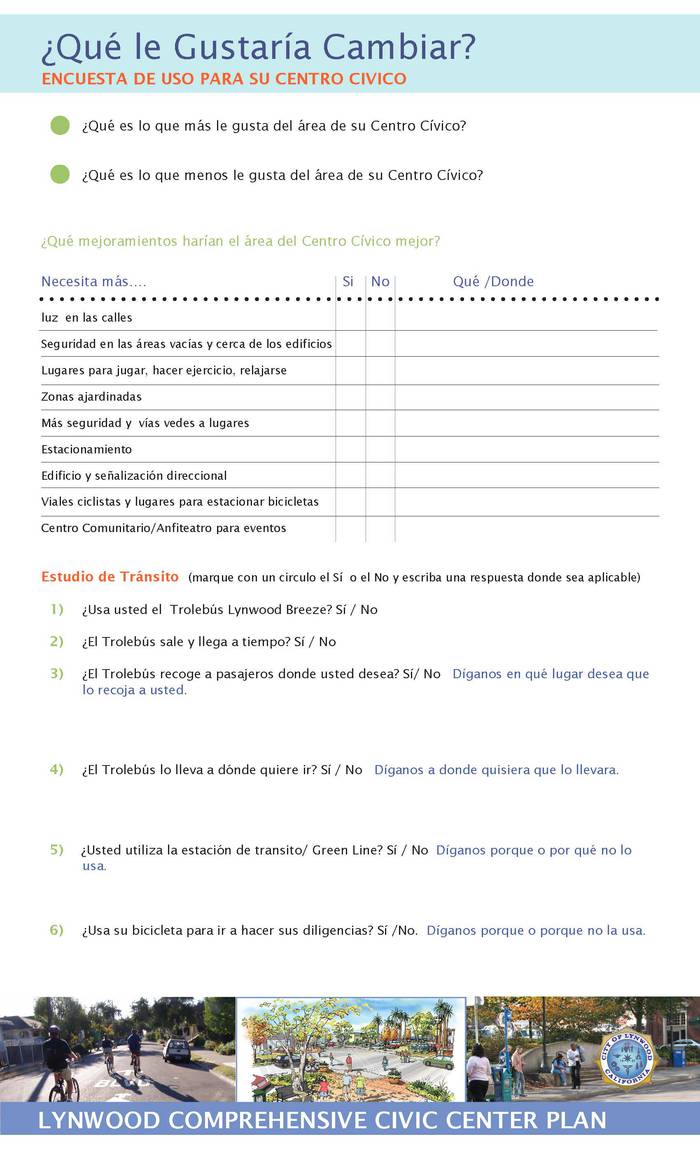 ¿Qué le Gustaría Cambiar?
ENCUESTA DE USO PARA SU CENTRO CIVICO
¿Qué es lo que más le gusta del área de su Centro Cívico?
¿Qué es lo que menos le gusta del área de su Centro Cívico?
¿Qué mejoramientos harían el área del Centro Cívico mejor?
Necesita más.... Si No Qué /Donde
luz en las calles
Seguridad en las áreas vacías y cerca de los edificios
Lugares para jugar, hacer ejercicio, relajarse
Zonas ajardinadas
Más seguridad y vías vedes a lugares
Estacionamiento
Edificio y señalización direccional
Viales ciclistas y lugares para estacionar bicicletas
Centro Comunitario/Anfiteatro para eventos
Estudio de Tránsito (marque con un circulo el Sí o el No y escriba una respuesta donde sea aplicable)
1) ¿Usa usted el Trolebús Lynwood Breeze? Sí / No
2) ¿El Trolebús sale y llega a tiempo? Sí / No
3) ¿El Trolebús recoge a pasajeros donde usted desea? Sí/ No Díganos en qué lugar desea que
lo recoja a usted.
4) ¿El Trolebús lo lleva a dónde quiere ir? Sí / No Díganos a donde quisiera que lo llevara.
5) ¿Usted utiliza la estación de transito/ Green Line? Sí / No Díganos porque o por qué no lo
usa.
6) ¿Usa su bicicleta para ir a hacer sus diligencias? Sí /No. Díganos porque o porque no la usa.
CITY OF LYNWOOD
CALIFORNIA
LYNWOOD COMPREHENSIVE CIVIC CENTER PLAN